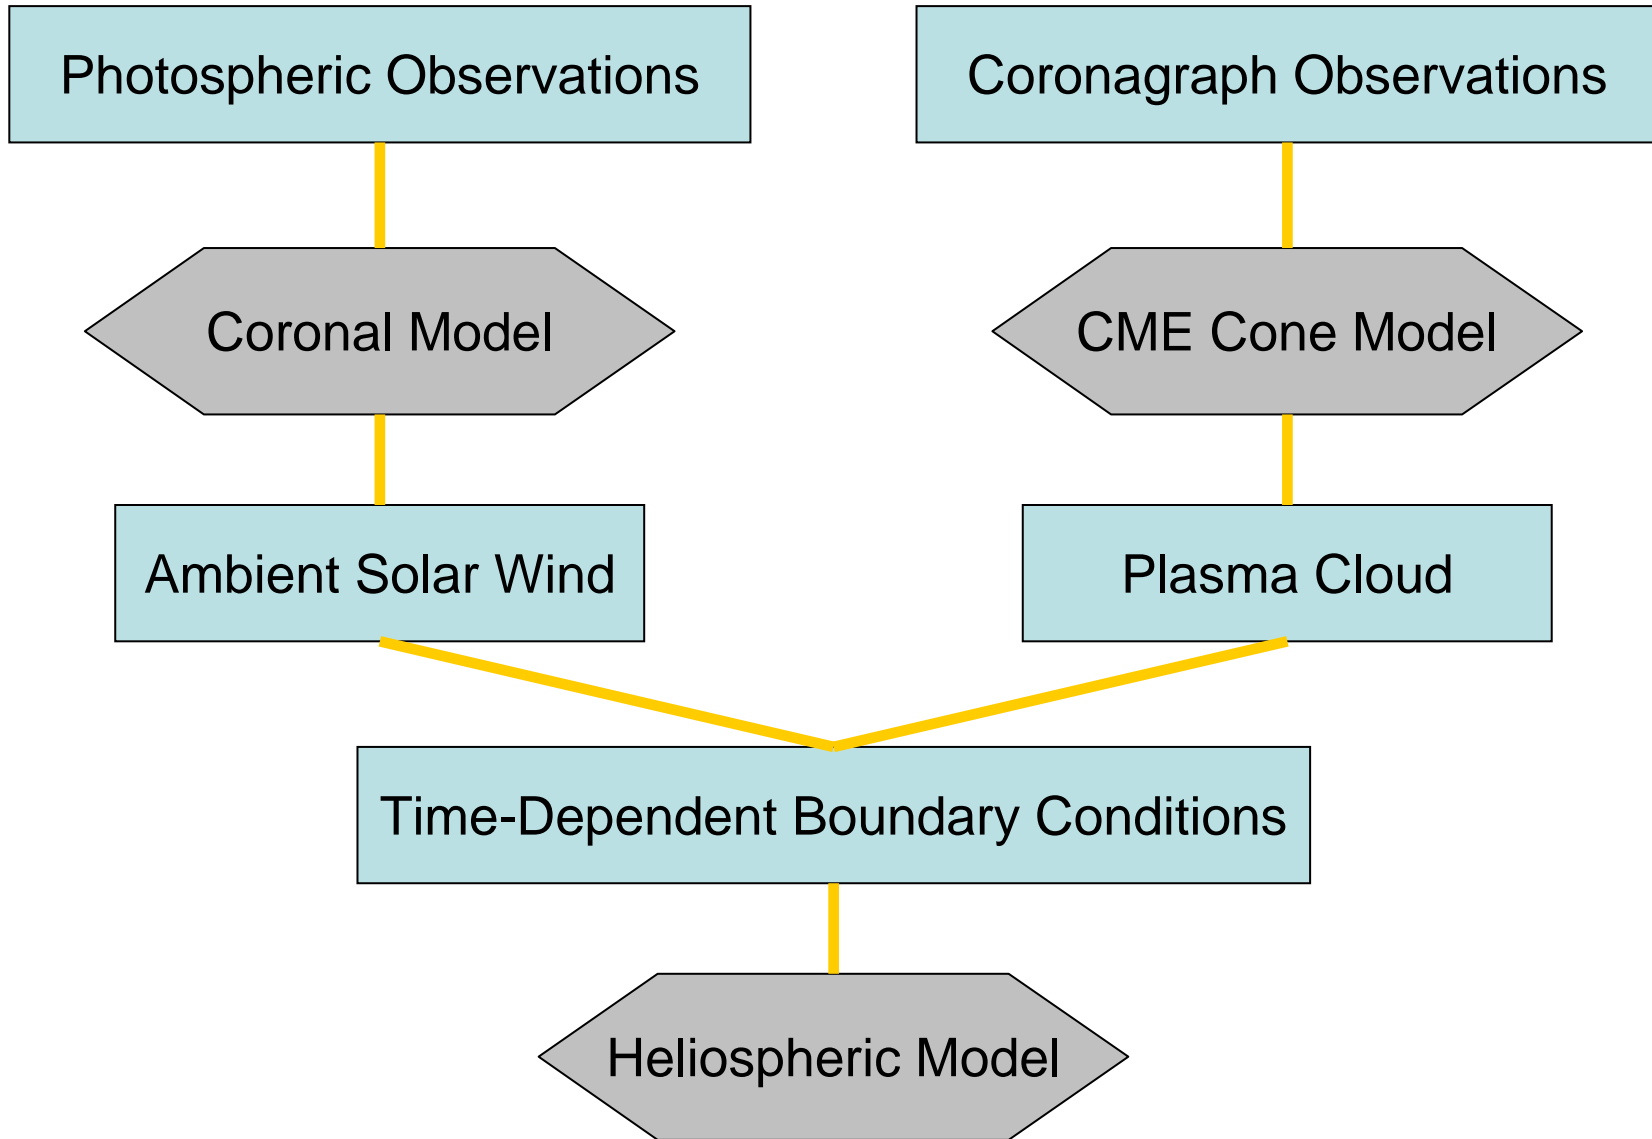 Photospheric Observations
Coronagraph Observations
Coronal Model
CME Cone Model
Ambient Solar Wind
Plasma Cloud
Time-Dependent Boundary Conditions
Heliospheric Model